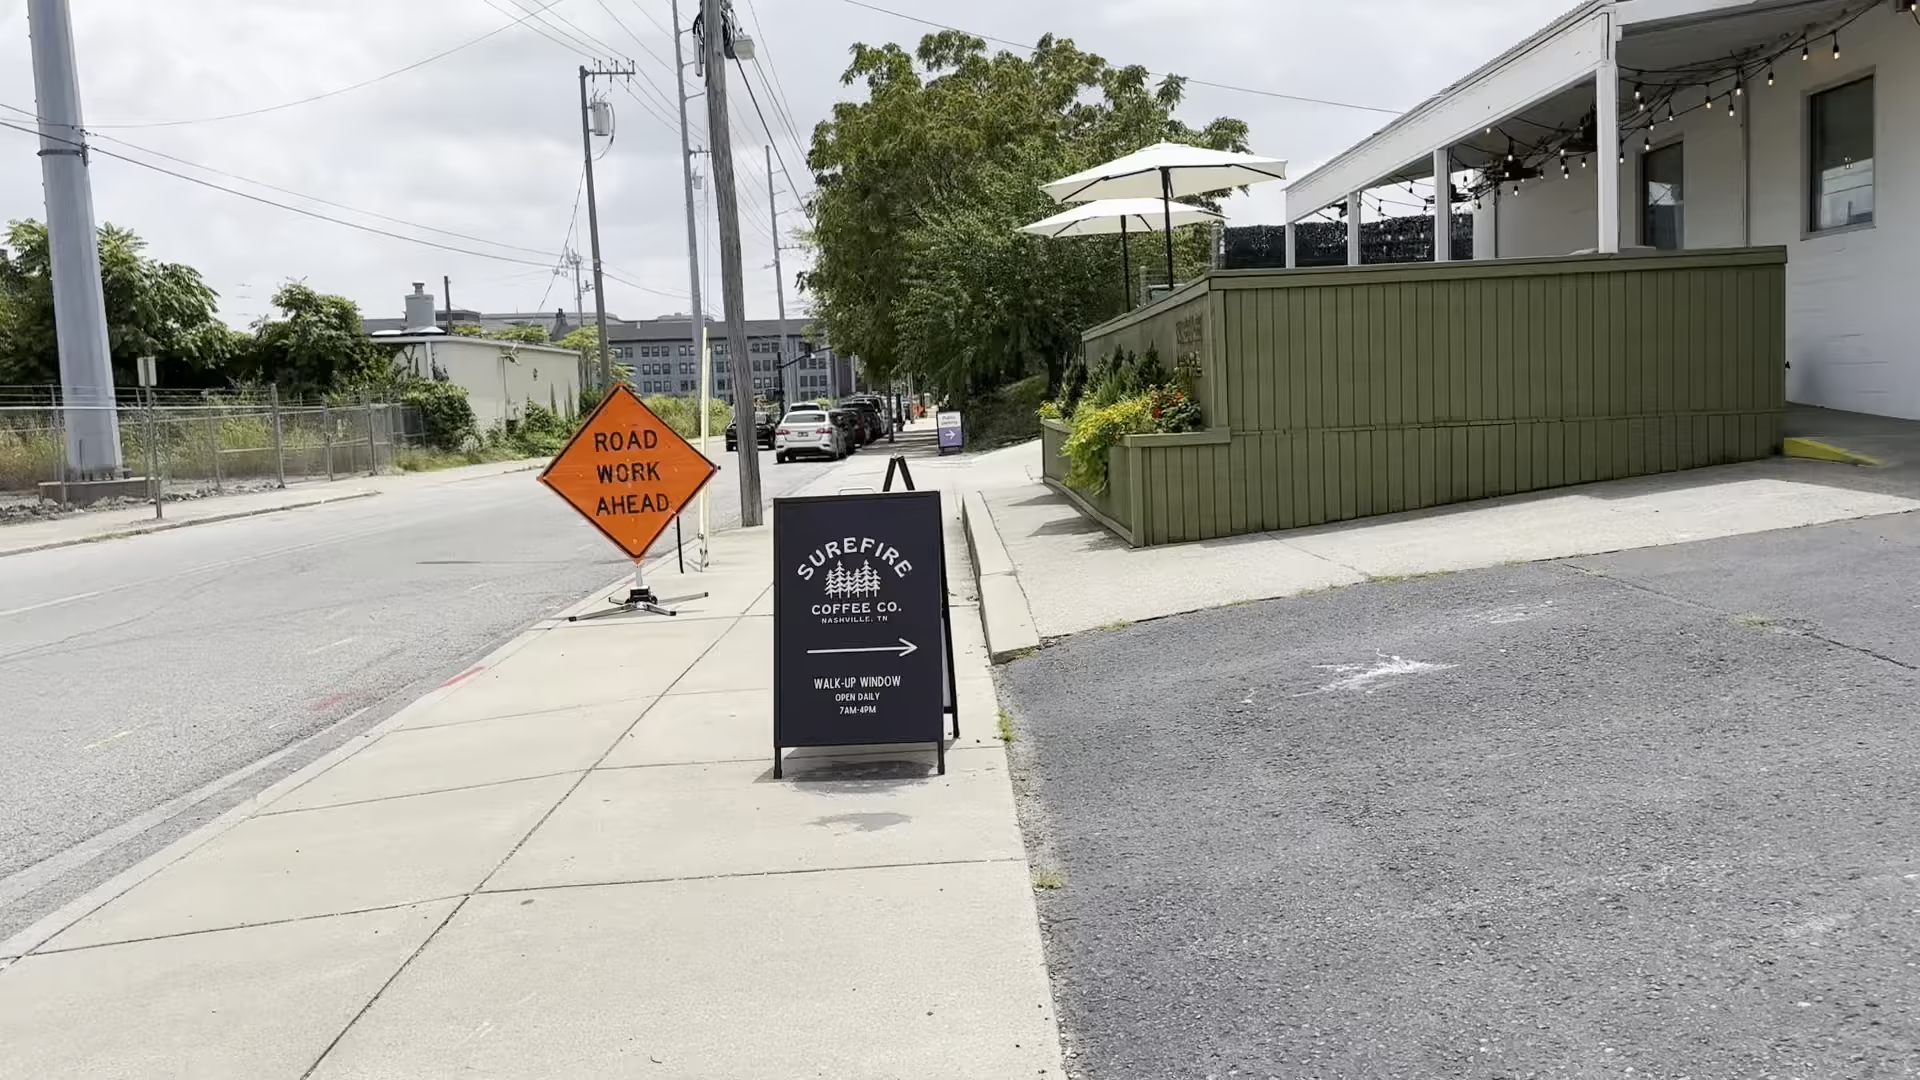 ROAD
WORK
AHEAD
SUREFIRE
COFFEE CO.
NASHVILLE, TN
WALK-UP WINDOW
OPEN DAILY
7AM-4PM